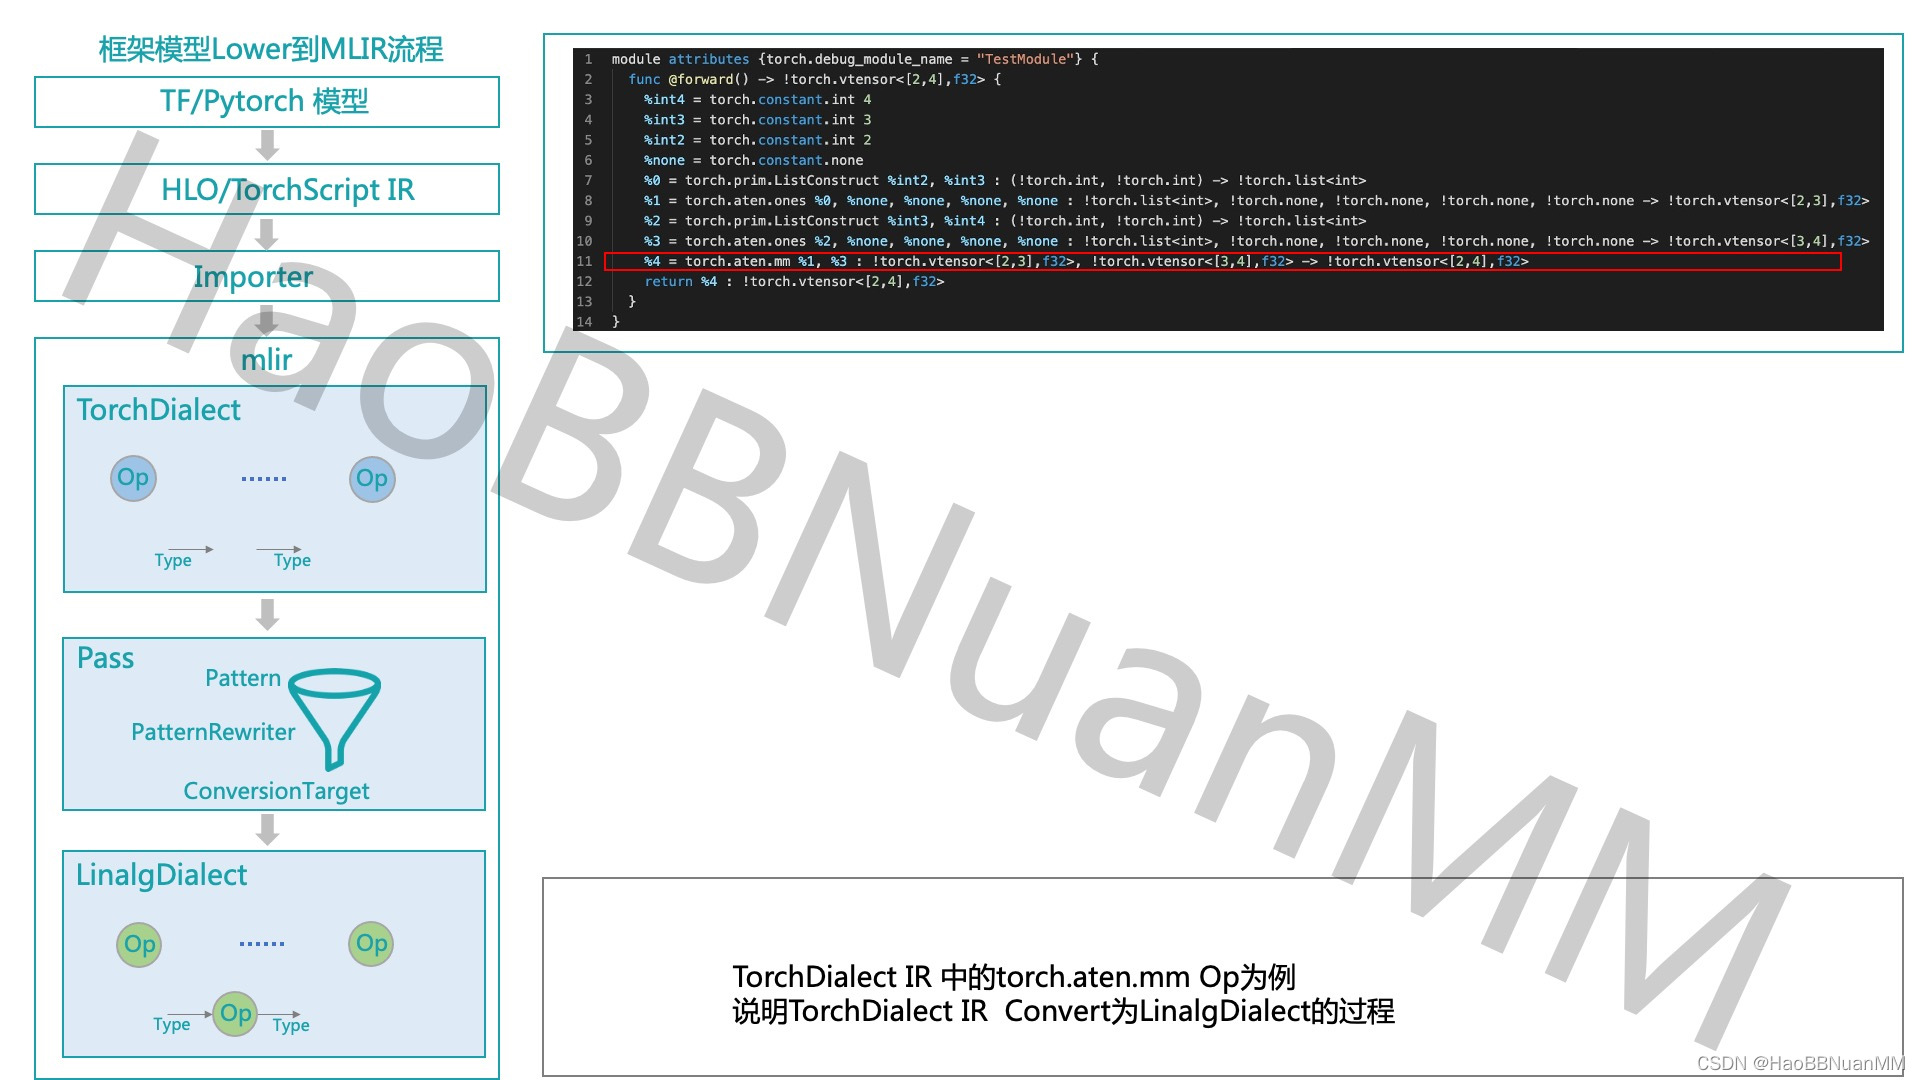 框架模型Lower到MLIR流程
TF/Pytorch 模型
HLO/TorchScript IR
Importer
mlir
TorchDialect
Op
......
Op
Type
Type
Pass
Pattern
PatternRewriter
ConversionTarget
LinalgDialect
Op
......
Op
Type
Op
Type
1 module attributes {torch.debug_module_name = "TestModule"} {
2 func @forward() -> !torch.vtensor<[2,4],f32> {
3 %int4 = torch.constant.int 4
4 %int3 = torch.constant.int 3
5 %int2 = torch.constant.int 2
6 %none = torch.constant.none
7 %0 = torch.prim.ListConstruct %int2, %int3 : (!torch.int, !torch.int) -> !torch.list<int>
8 %1 = torch.aten.ones %0, %none, %none, %none, %none : !torch.list<int>, !torch.none, !torch.none, !torch.none, !torch.none -> !torch.vtensor<[2,3],f32>
9 %2 = torch.prim.ListConstruct %int3, %int4 : (!torch.int, !torch.int) -> !torch.list<int>
10 %3 = torch.aten.ones %2, %none, %none, %none, %none : !torch.list<int>, !torch.none, !torch.none, !torch.none, !torch.none -> !torch.vtensor<[3,4],f32>
11 %4 = torch.aten.mm %1, %3 : !torch.vtensor<[2,3],f32>, !torch.vtensor<[3,4],f32> -> !torch.vtensor<[2,4],f32>
12 return %4 : !torch.vtensor<[2,4],f32>
13 }
14 }
HaoBBNuanMM
TorchDialect IR 中的torch.aten.mm Op为例
说明TorchDialect IR Convert为LinalgDialect的过程
CSDN @HaoBBNuanMM